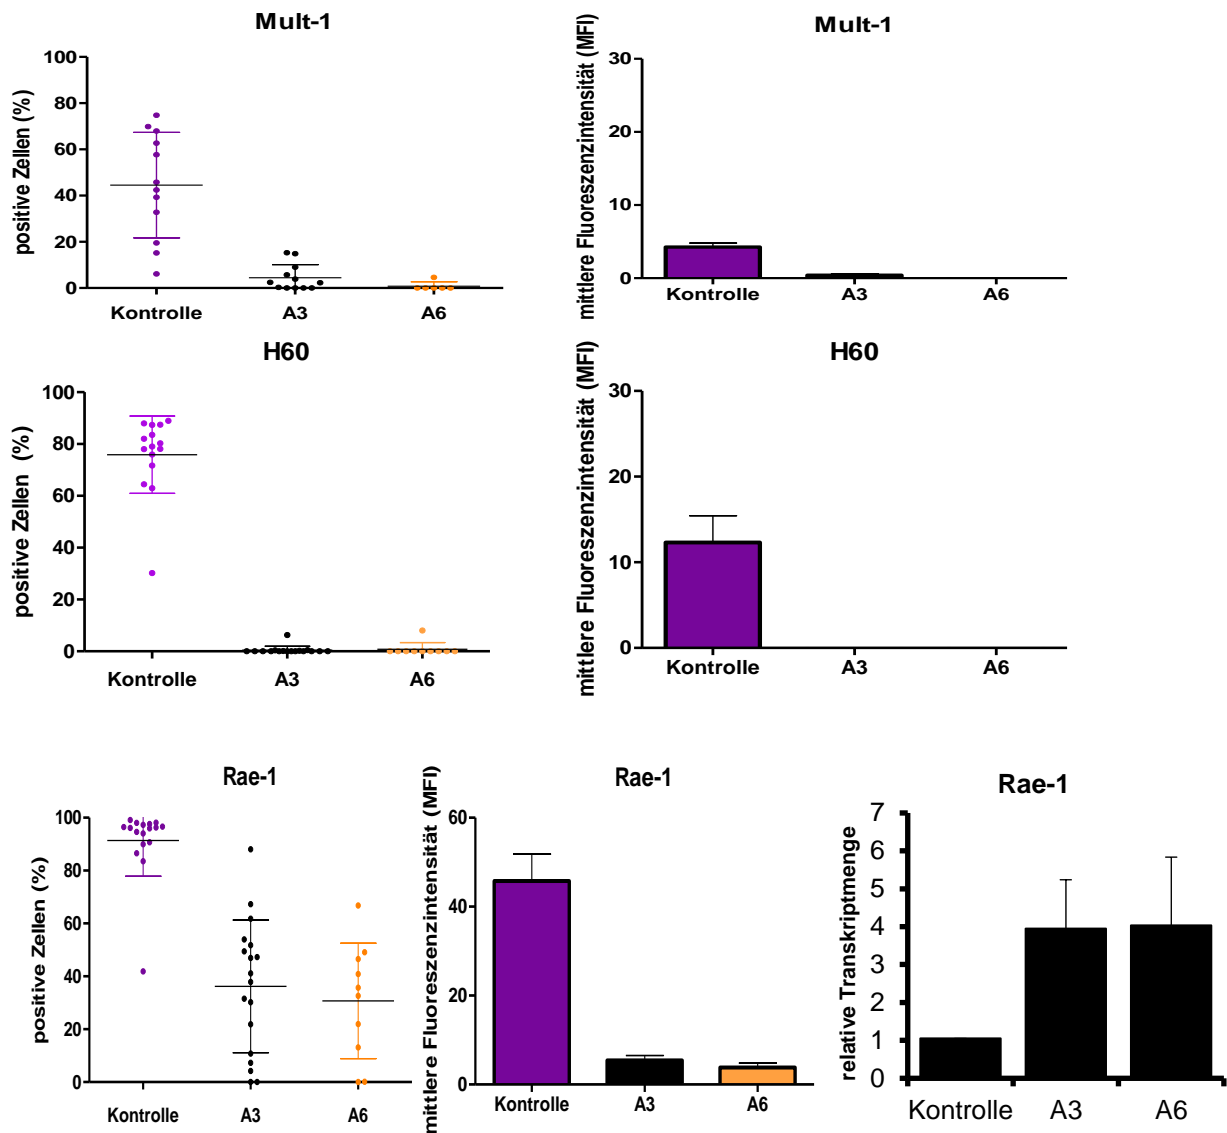 Mult-1
positive Zellen (%)
100
80
60
40
20
0
Kontrolle A3 A6
Mult-1
mittlere Fluoreszenzintensität (MFI)
30
20
10
0
Kontrolle A3 A6
H60
positive Zellen (%)
100
80
60
40
20
0
Kontrolle A3 A6
H60
mittlere Fluoreszenzintensität (MFI)
30
20
10
0
Kontrolle A3 A6
Rae-1
positive Zellen (%)
100
80
60
40
20
0
Kontrolle A3 A6
Rae-1
mittlere Fluoreszenzintensität (MFI)
60
40
20
0
Kontrolle A3 A6
Rae-1
relative Transkriptmenge
7
6
5
4
3
2
1
0
Kontrolle A3 A6